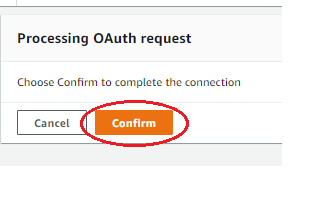 Processing OAuth request
Choose Confirm to complete the connection
Cancel Confirm